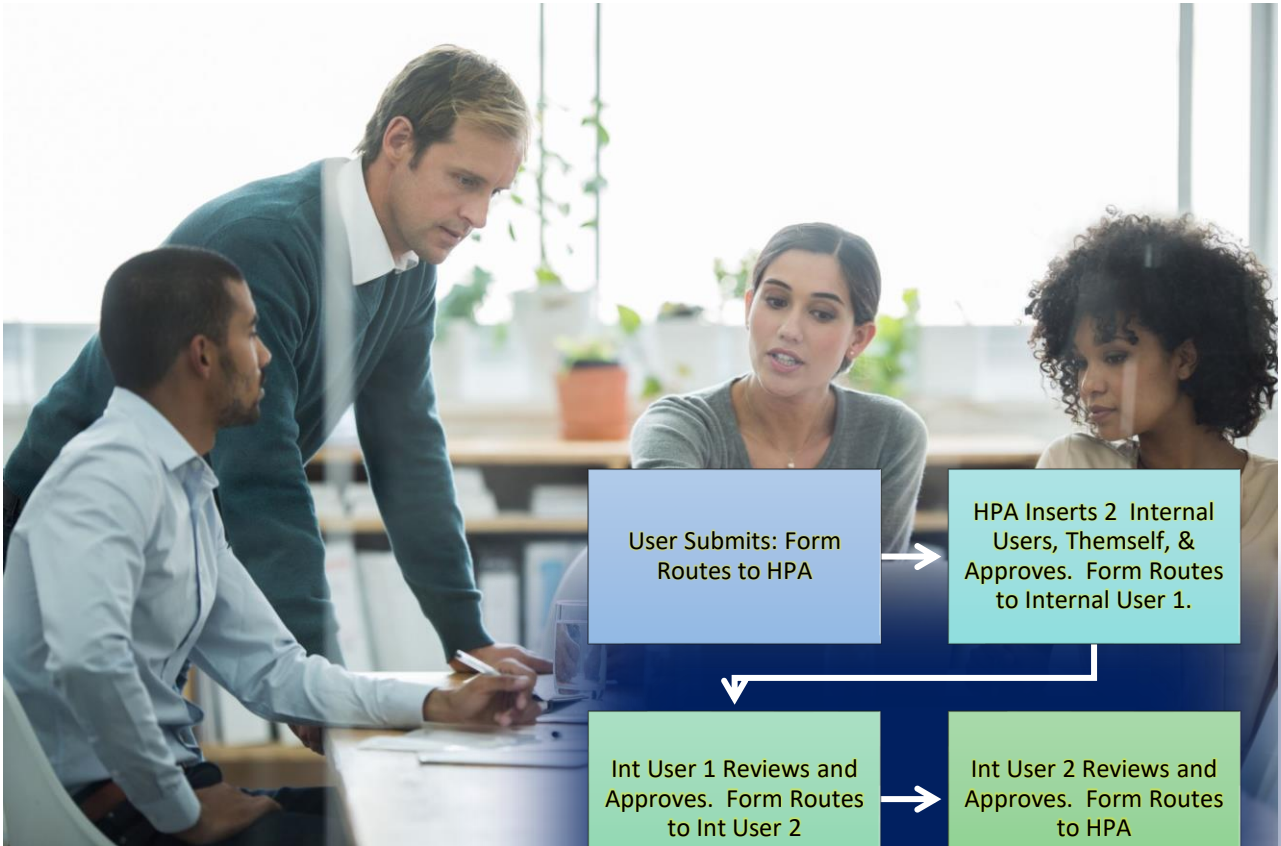 User Submits: Form
Routes to HPA
HPA Inserts 2  Internal
Users, Themself, &
Approves.  Form Routes
to Internal User 1.
Int User 1 Reviews and
Approves.  Form Routes
to Int User 2
Int User 2 Reviews and
Approves.  Form Routes
to HPA